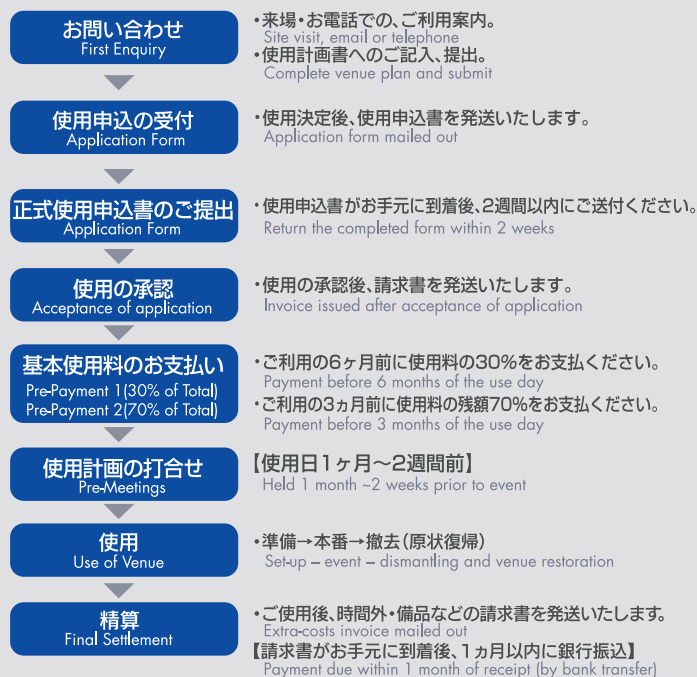 お問い合わせ
First Enquiry
・来場・お電話での、ご利用案内。
Site visit, email or telephone
・使用計画書へのご記入、提出。
Complete venue plan and submit
使用申込の受付
Application Form
・使用決定後、使用申込書を発送いたします。
Application form mailed out
正式使用申込書のご提出
Application Form
・使用申込書がお手元に到着後、2週間以内にご送付ください。
Return the completed form within 2 weeks
使用の承認
Acceptance of application
・使用の承認後、請求書を発送いたします。
Invoice issued after acceptance of application
基本使用料のお支払い
Pre-Payment 1(30% of Total)
Pre-Payment 2(70% of Total)
・ご利用の6ヶ月前に使用料の30%をお支払ください。
Payment before 6 months of the use day
・ご利用の3ヵ月前に使用料の残額70%をお支払ください。
Payment before 3 months of the use day
使用計画の打合せ
Pre-Meetings
【使用日1ヶ月～2週間前】
Held 1 month ~2 weeks prior to event
使用
Use of Venue
・準備→本番→撤去(原状復帰)
Set-up – event – dismantling and venue restoration
精算
Final Settlement
・ご使用後、時間外・備品などの請求書を発送いたします。
Extra-costs invoice mailed out
【請求書がお手元に到着後、1ヵ月以内に銀行振込】
Payment due within 1 month of receipt (by bank transfer)